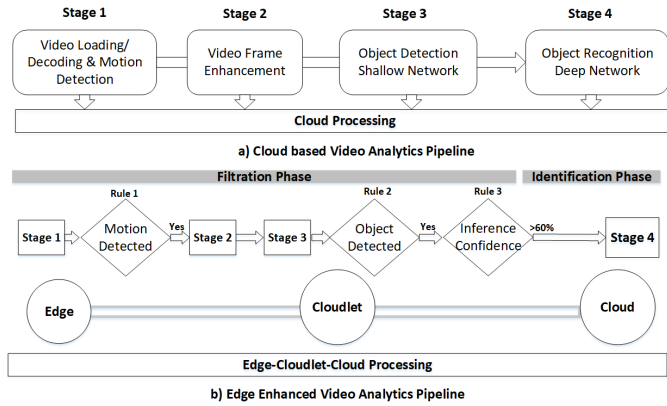 Stage 1
Stage 2
Stage 3
Stage 4
Video Loading/
Decoding & Motion
Detection
Video Frame
Enhancement
Object Detection
Shallow Network
Object Recognition
Deep Network
Cloud Processing
a) Cloud based Video Analytics Pipeline
Filtration Phase
Identification Phase
Rule 1
Rule 2
Rule 3
Stage 1
Motion
Detected
Yes
Stage 2
Stage 3
Object
Detected
Yes
Inference
Confidence
>60%
Stage 4
Edge
Cloudlet
Cloud
Edge-Cloudlet-Cloud Processing
b) Edge Enhanced Video Analytics Pipeline